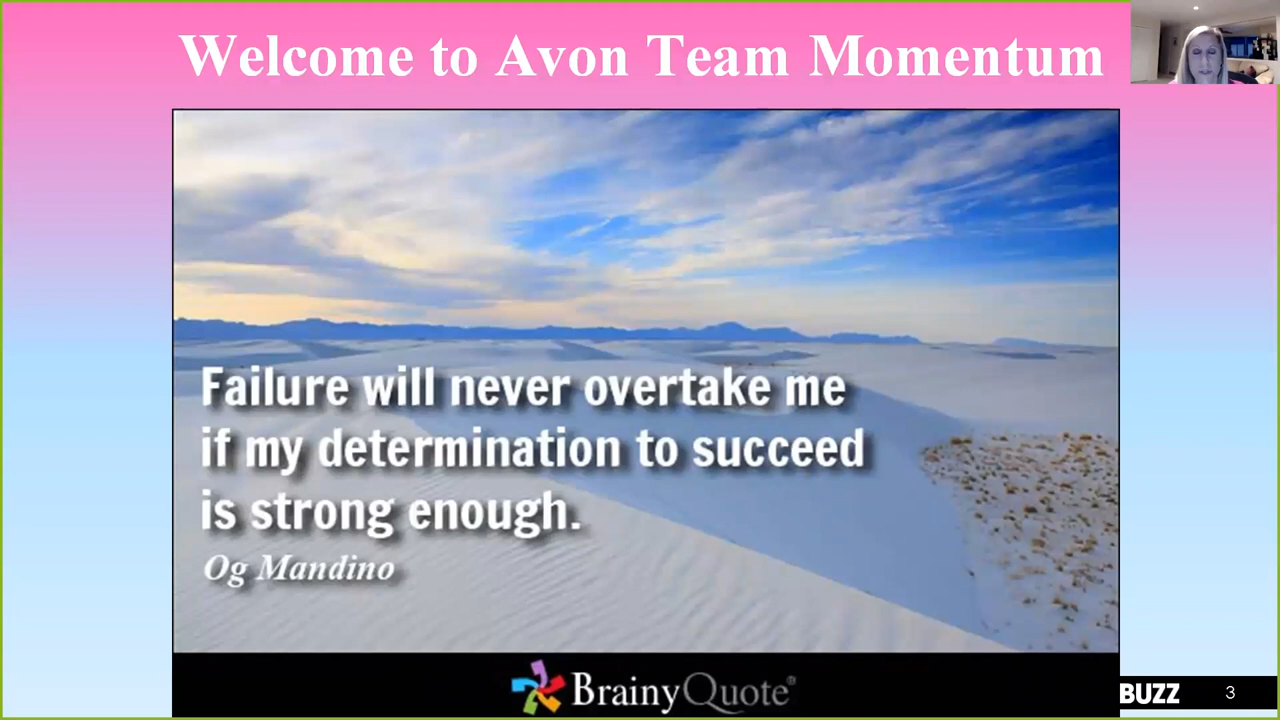 Welcome to Avon Team Momentum
Failure will never overtake me
if my determination to succeed
is strong enough.
Og Mandino
BrainyQuote®
BUZZ 3